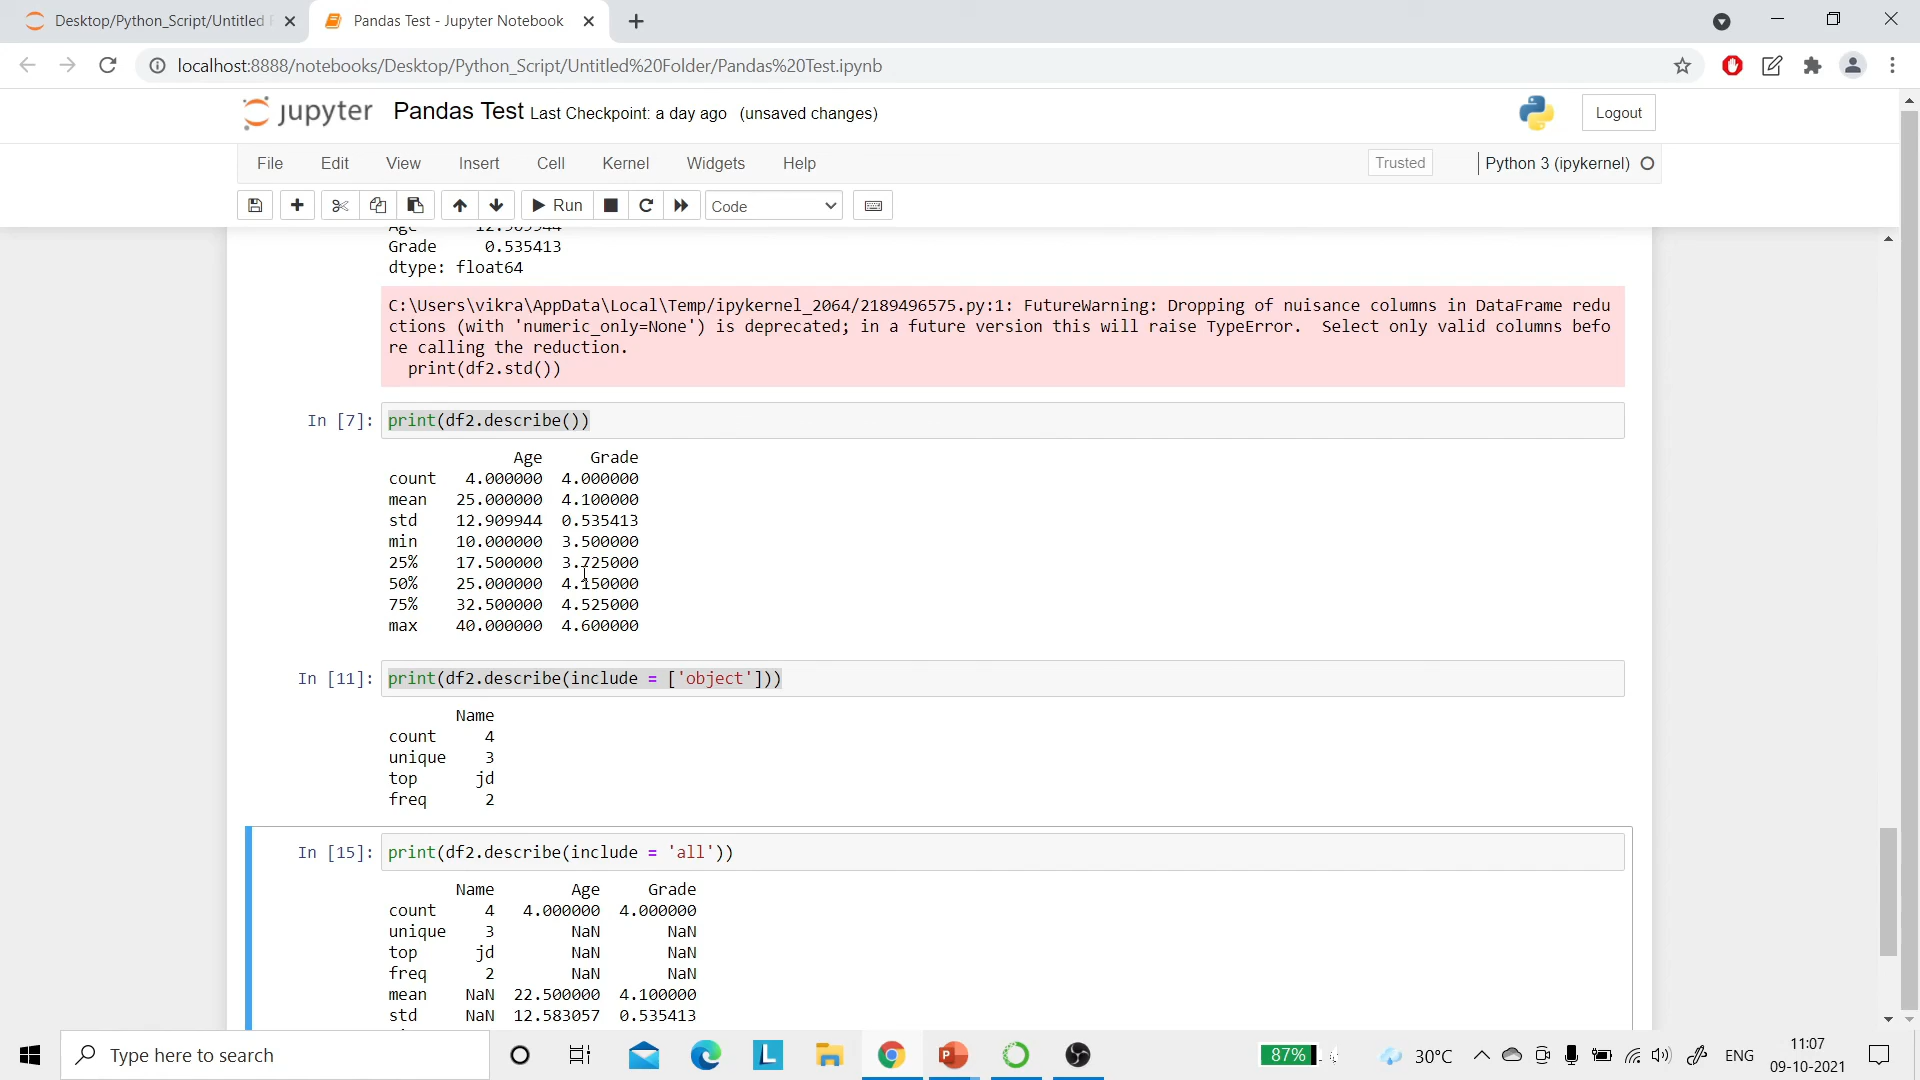 Desktop/Python_Script/Untitled F
Pandas Test - Jupyter Notebook
localhost:8888/notebooks/Desktop/Python_Script/Untitled%20Folder/Pandas%20Test.ipynb
jupyter Pandas Test Last Checkpoint: a day ago (unsaved changes)
Logout
File Edit View Insert Cell Kernel Widgets Help
Trusted
Python 3 (ipykernel)
Run
Code
Age 12.909944
Grade 0.535413
dtype: float64
C:\Users\vikra\AppData\Local\Temp/ipykernel_2064/2189496575.py:1: FutureWarning: Dropping of nuisance columns in DataFrame redu
ctions (with 'numeric_only=None') is deprecated; in a future version this will raise TypeError.  Select only valid columns befo
re calling the reduction.
print(df2.std())
In [7]: print(df2.describe())
Age Grade
count 4.000000 4.000000
mean 25.000000 4.100000
std 12.909944 0.535413
min 10.000000 3.500000
25% 17.500000 3.725000
50% 25.000000 4.150000
75% 32.500000 4.525000
max 40.000000 4.600000
In [11]: print(df2.describe(include = ['object']))
Name
count 4
unique 3
top jd
freq 2
In [15]: print(df2.describe(include = 'all'))
Name Age Grade
count 4 4.000000 4.000000
unique 3 NaN NaN
top jd NaN NaN
freq 2 NaN NaN
mean NaN 22.500000 4.100000
std NaN 12.583057 0.535413
Type here to search
L
87%
30°C
ENG
11:07
09-10-2021